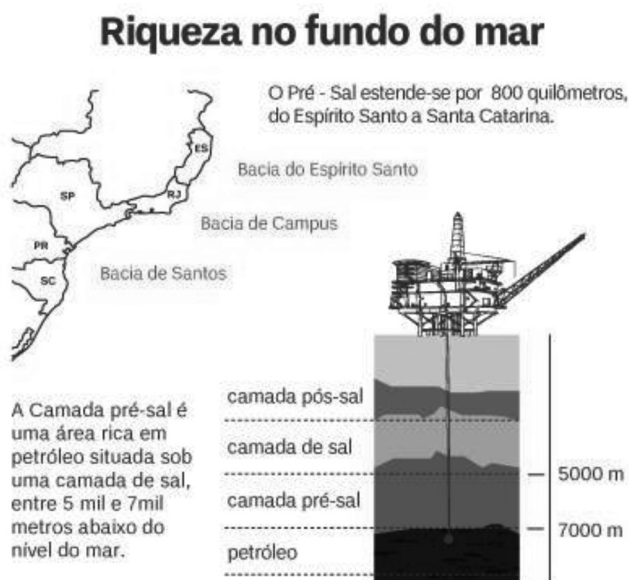 Riqueza no fundo do mar
O Pré - Sal estende-se por 800 quilômetros,
do Espírito Santo a Santa Catarina.
ES
Bacia do Espírito Santo
SP
RJ
Bacia de Campus
PR
SC
Bacia de Santos
A Camada pré-sal é
uma área rica em
petróleo situada sob
uma camada de sal,
entre 5 mil e 7mil
metros abaixo do
nível do mar.
camada pós-sal
camada de sal
5000 m
camada pré-sal
7000 m
petróleo